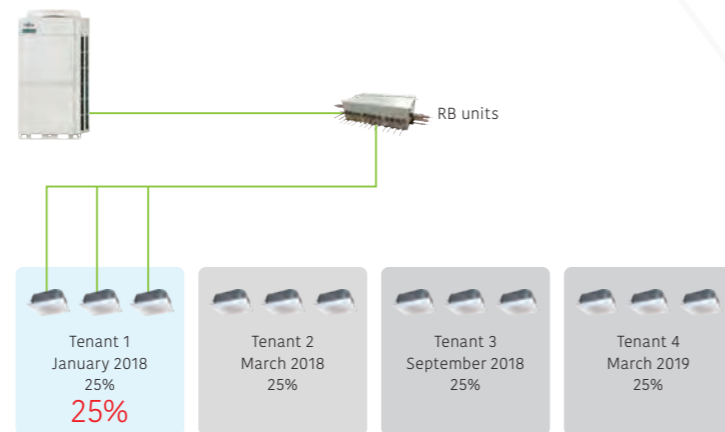 RB units
Tenant 1
January 2018
25%
25%
Tenant 2
March 2018
25%
Tenant 3
September 2018
25%
Tenant 4
March 2019
25%